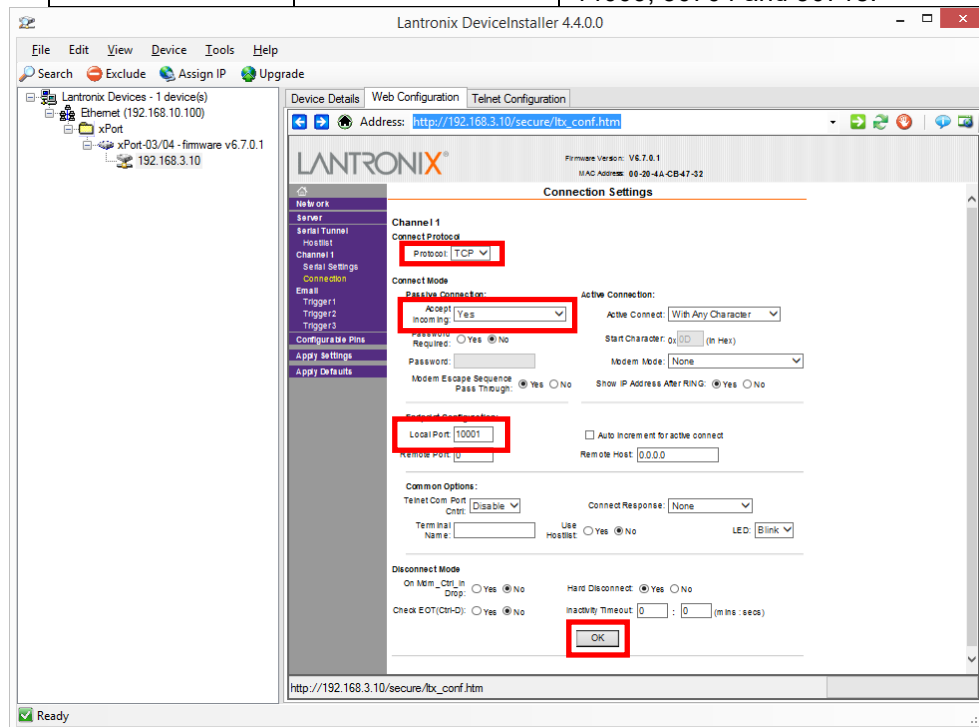 Lantronix DeviceInstaller 4.4.0.0
File Edit View Device Tools Help
Search Exclude Assign IP Upgrade
Lantronix Devices - 1 device(s)
Ethernet (192.168.10.100)
xPort
xPort-03/04 - firmware v6.7.0.1
192.168.3.10
Device Details Web Configuration Telnet Configuration
Address: http://192.168.3.10/secure/ltx_conf.htm
LANTRONIX®
Firmware Version: V6.7.0.1
MAC Address: 00-20-4A-CB-47-32
Network
Server
Serial Tunnel
Hostlist
Channel 1
Serial Settings
Connection
Email
Trigger1
Trigger2
Trigger3
Configurable Pins
Apply Settings
Apply Defaults
Connection Settings
Channel 1
Connect Protocol
Protocol: TCP
Connect Mode
Passive Connection: Active Connection:
Accept Incoming: Yes Active Connect: With Any Character
Password Required: Yes No Start Character: 0x 0D (in Hex)
Password: Modem Mode: None
Modem Escape Sequence Pass Through: Yes No Show IP Address After RING: Yes No
Endpoint Configuration:
Local Port: 10001 Auto increment for active connect
Remote Port: 0 Remote Host: 0.0.0.0
Common Options:
Telnet Com Port Cntrl: Disable Connect Response: None
Terminal Name: Use Hostlist: Yes No LED: Blink
Disconnect Mode
On Mdm_Ctrl_In Drop: Yes No Hard Disconnect: Yes No
Check EOT(Ctrl-D): Yes No Inactivity Timeout: 0 : 0 (mins : secs)
OK
http://192.168.3.10/secure/ltx_conf.htm
Ready